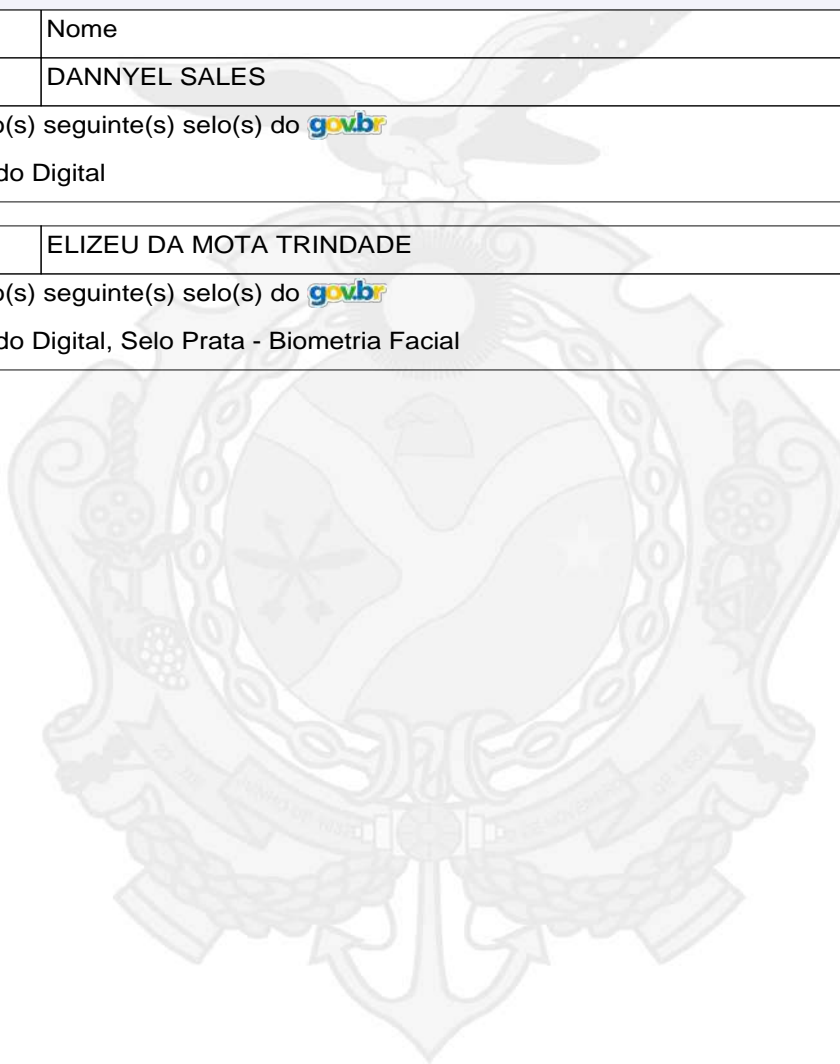 Nome
DANNYEL SALES
o(s) seguinte(s) selo(s) do gov.br
do Digital
ELIZEU DA MOTA TRINDADE
o(s) seguinte(s) selo(s) do gov.br
do Digital, Selo Prata - Biometria Facial